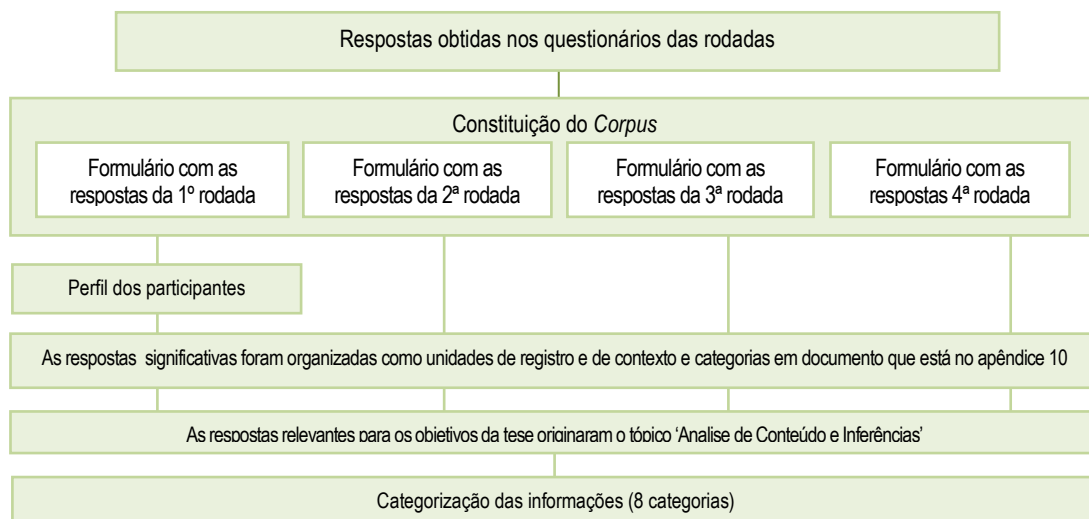 Respostas obtidas nos questionários das rodadas
Constituição do Corpus
Formulário com as
respostas da 1º rodada
Formulário com as
respostas da 2ª rodada
Formulário com as
respostas da 3ª rodada
Formulário com as
respostas 4ª rodada
Perfil dos participantes
As respostas significativas foram organizadas como unidades de registro e de contexto e categorias em documento que está no apêndice 10
As respostas relevantes para os objetivos da tese originaram o tópico ‘Analise de Conteúdo e Inferências’
Categorização das informações (8 categorias)